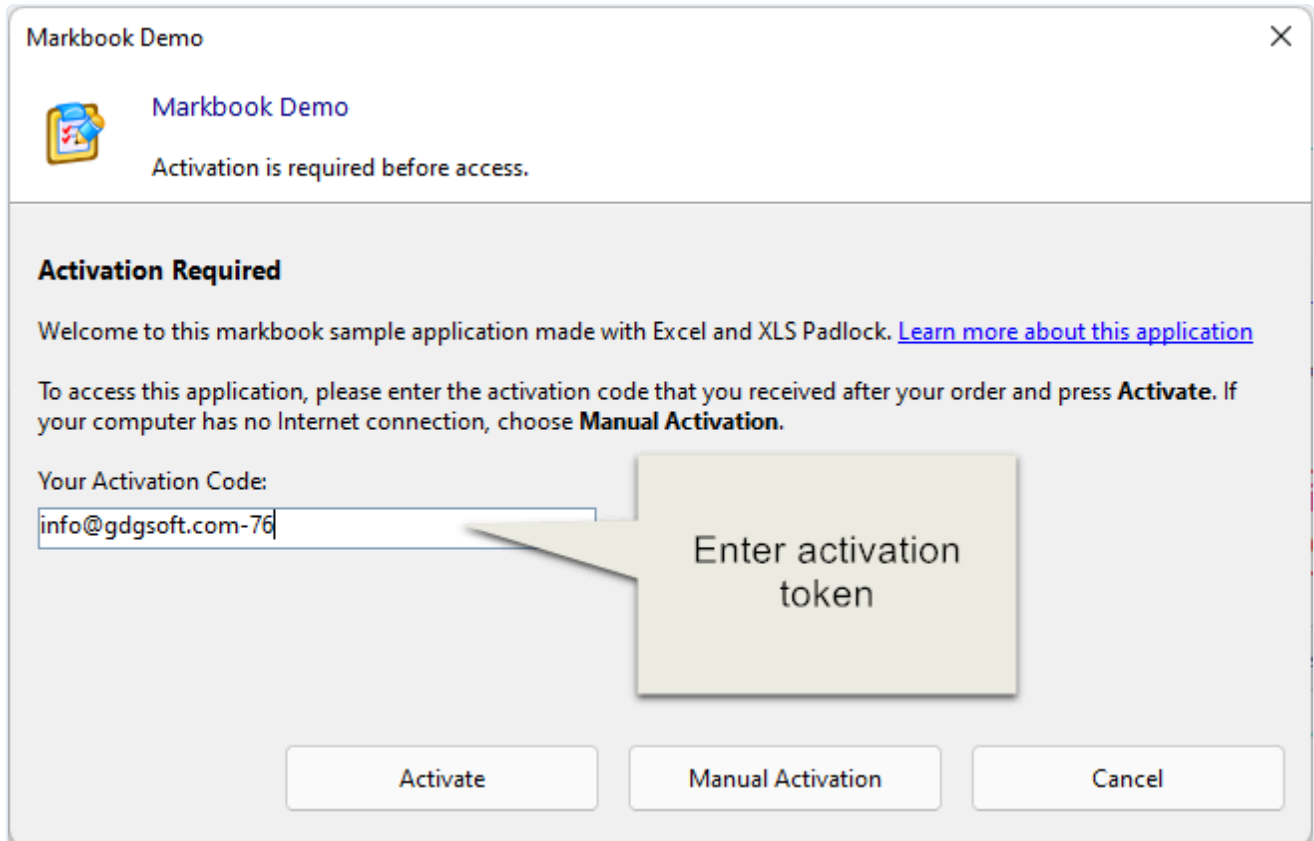 Markbook Demo
Markbook Demo
Activation is required before access.
Activation Required
Welcome to this markbook sample application made with Excel and XLS Padlock. Learn more about this application
To access this application, please enter the activation code that you received after your order and press Activate. If
your computer has no Internet connection, choose Manual Activation.
Your Activation Code:
info@gdgsoft.com-76
Enter activation
token
Activate
Manual Activation
Cancel